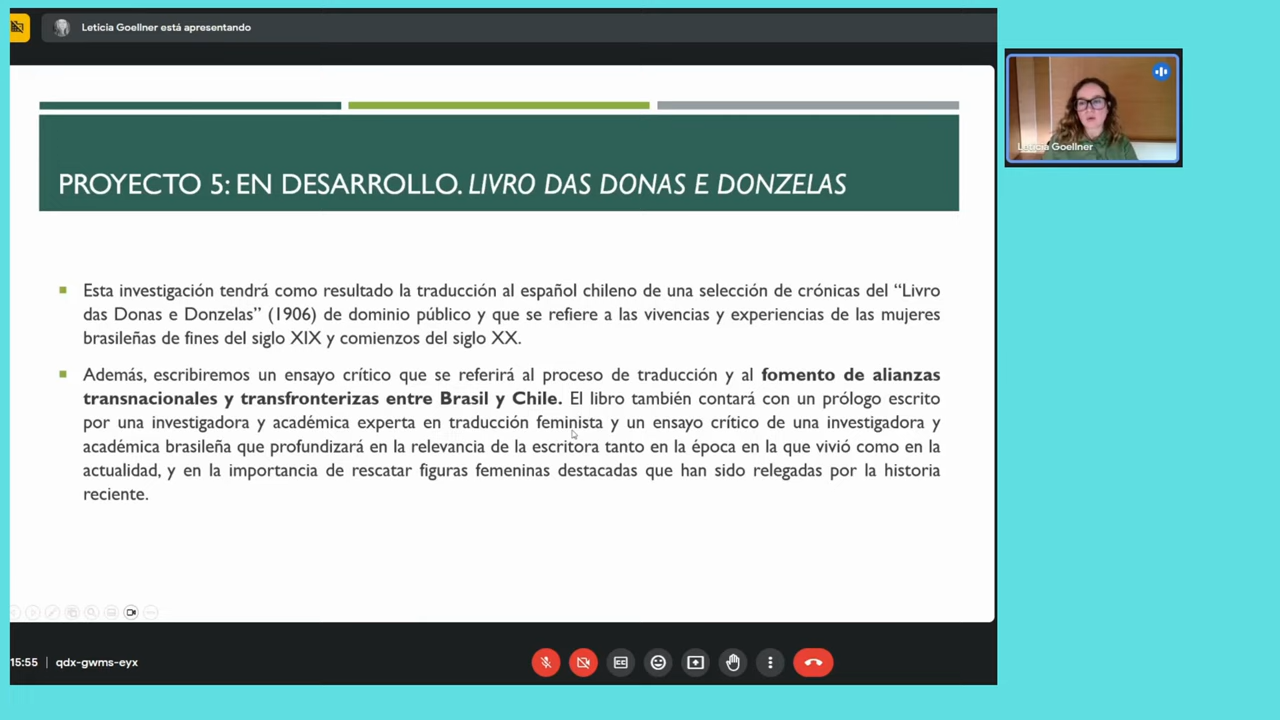 Leticia Goellner está apresentando
PROYECTO 5: EN DESARROLLO. LIVRO DAS DONAS E DONZELAS
Esta investigación tendrá como resultado la traducción al español chileno de una selección de crónicas del “Livro
das Donas e Donzelas” (1906) de dominio público y que se refiere a las vivencias y experiencias de las mujeres
brasileñas de fines del siglo XIX y comienzos del siglo XX.
Además, escribiremos un ensayo crítico que se referirá al proceso de traducción y al fomento de alianzas
transnacionales y transfronterizas entre Brasil y Chile. El libro también contará con un prólogo escrito
por una investigadora y académica experta en traducción feminista y un ensayo crítico de una investigadora y
académica brasileña que profundizará en la relevancia de la escritora tanto en la época en la que vivió como en la
actualidad, y en la importancia de rescatar figuras femeninas destacadas que han sido relegadas por la historia
reciente.
Leticia Goellner
15:55 | qdx-gwms-eyx